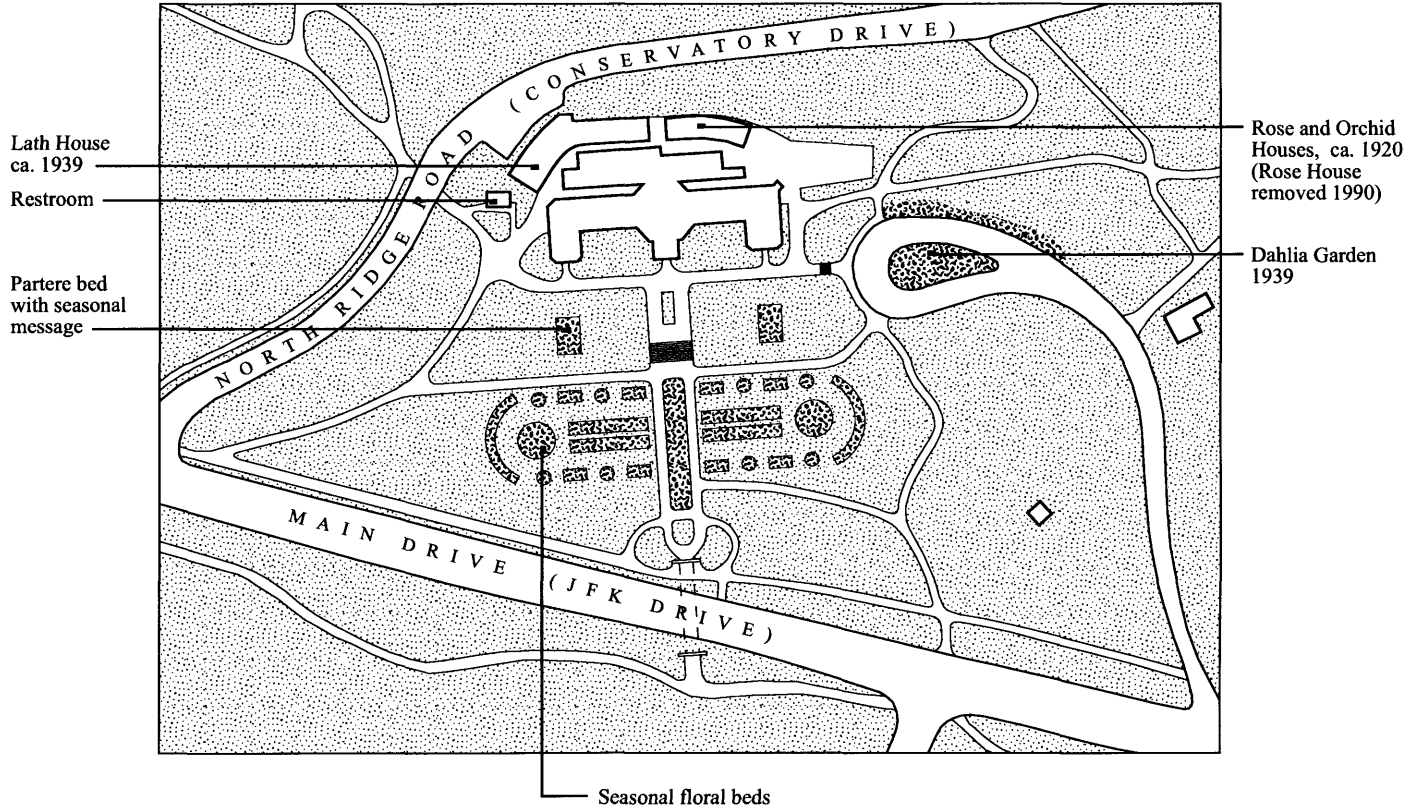 NORTH RIDGE ROAD (CONSERVATORY DRIVE)
Lath House
ca. 1939
Restroom
Partere bed
with seasonal
message
Rose and Orchid
Houses, ca. 1920
(Rose House
removed 1990)
Dahlia Garden
1939
MAIN DRIVE (JFK DRIVE)
Seasonal floral beds